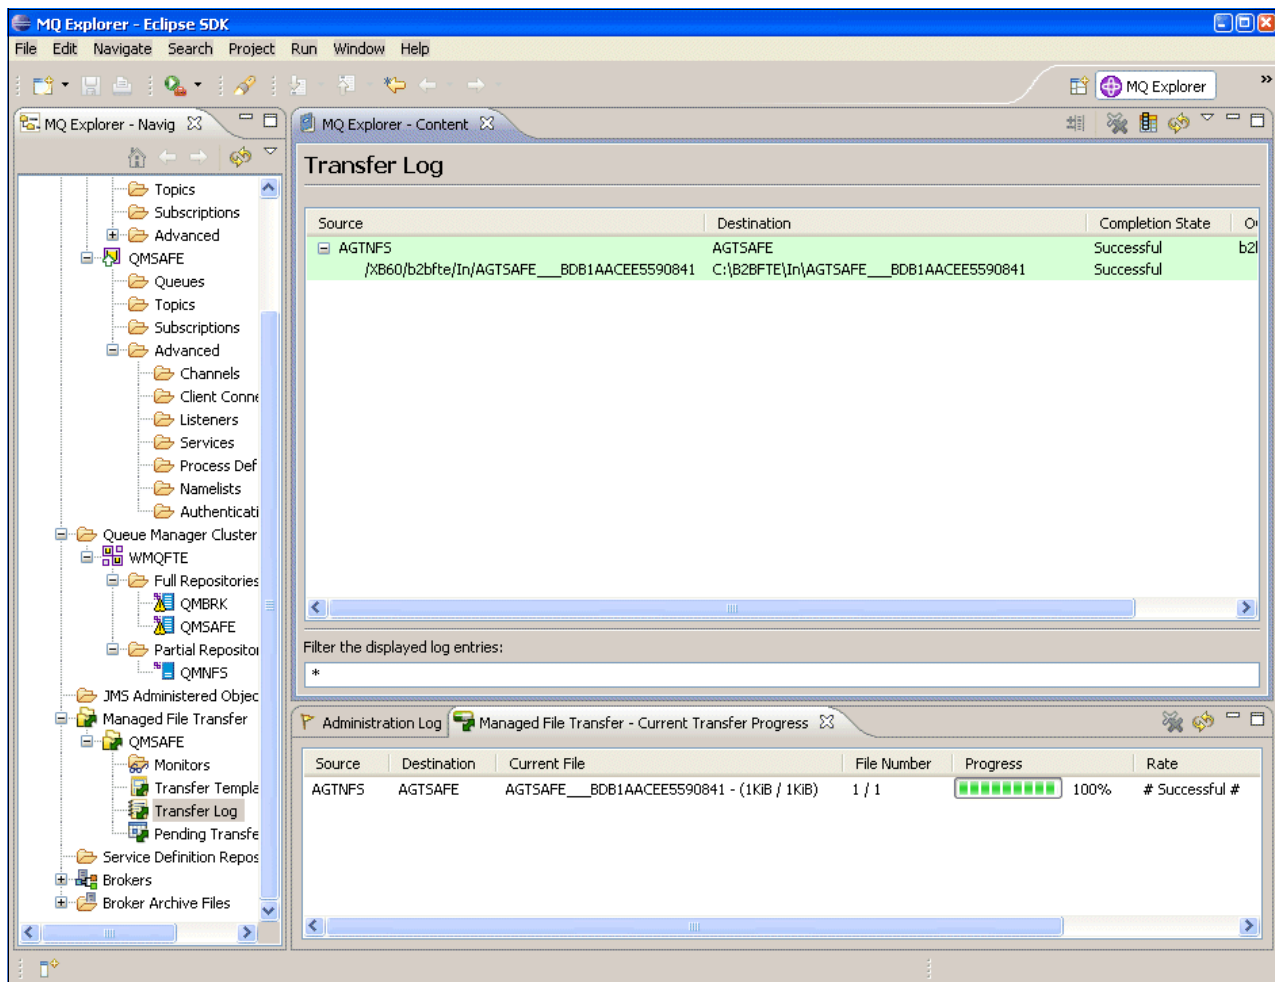 MQ Explorer - Eclipse SDK
File Edit Navigate Search Project Run Window Help
MQ Explorer
»
MQ Explorer - Navig
Topics
Subscriptions
Advanced
QMSAFE
Queues
Topics
Subscriptions
Advanced
Channels
Client Conne
Listeners
Services
Process Def
Namelists
Authenticati
Queue Manager Cluster
WMQFTE
Full Repositories
QMBRK
QMSAFE
Partial Reposito
QMNFS
JMS Administered Objec
Managed File Transfer
QMSAFE
Monitors
Transfer Templa
Transfer Log
Pending Transfe
Service Definition Repos
Brokers
Broker Archive Files
MQ Explorer - Content
Transfer Log
Source Destination Completion State
AGTNFS AGTSAFE Successful
/XB60/b2bfte/In/AGTSAFE___BDB1AACEE5590841 C:\B2BFTE\In\AGTSAFE___BDB1AACEE5590841 Successful
Filter the displayed log entries:
*
Administration Log Managed File Transfer - Current Transfer Progress
Source Destination Current File File Number Progress Rate
AGTNFS AGTSAFE AGTSAFE___BDB1AACEE5590841 - (1KiB / 1KiB) 1 / 1 100% # Successful #